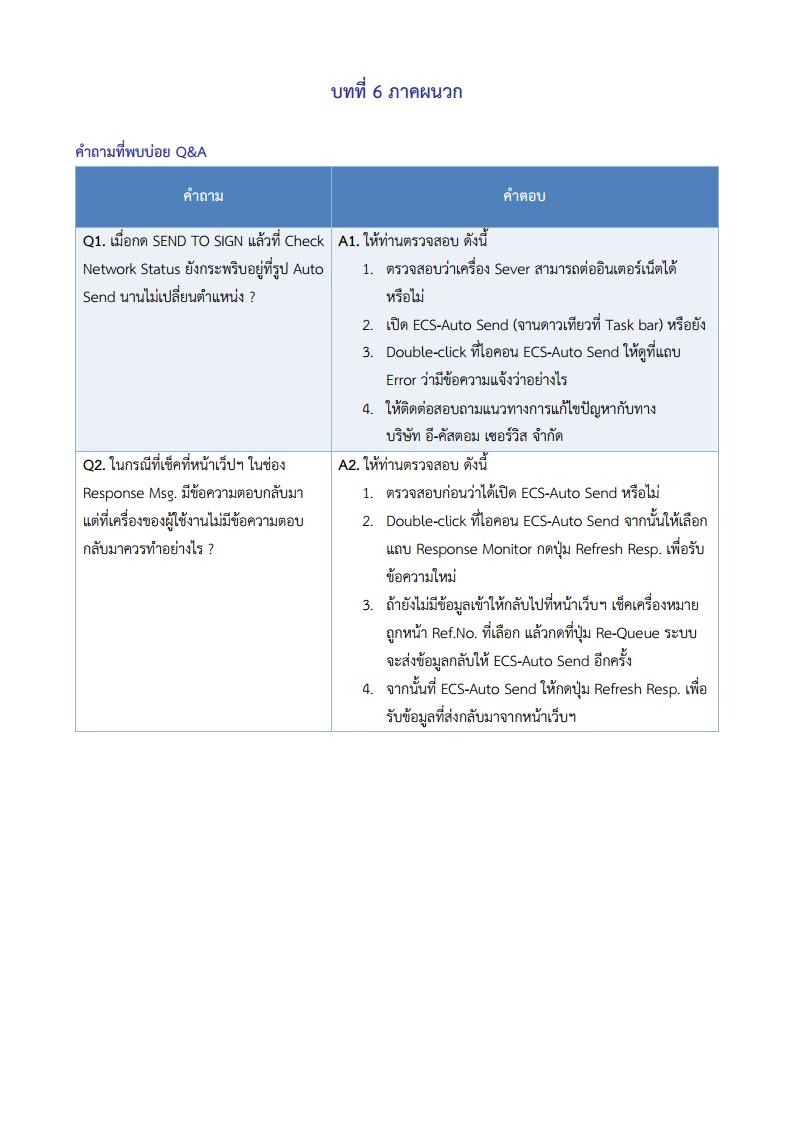 บทที่ 6 ภาคผนวก
คำถามที่พบบ่อย Q&A
คำถาม
คำตอบ
Q1. เมื่อกด SEND TO SIGN แล้วที่ Check
Network Status ยังกระพริบอยู่ที่รูป Auto
Send นานไม่เปลี่ยนตำแหน่ง ?
A1. ให้ท่านตรวจสอบ ดังนี้
1. ตรวจสอบว่าเครื่อง Sever สามารถต่ออินเตอร์เน็ตได้
หรือไม่
2. เปิด ECS-Auto Send (จานดาวเทียวที่ Task bar) หรือยัง
3. Double-click ที่ไอคอน ECS-Auto Send ให้ดูที่แถบ
Error ว่ามีข้อความแจ้งว่าอย่างไร
4. ให้ติดต่อสอบถามแนวทางการแก้ไขปัญหากับทาง
บริษัท อี-คัสตอม เซอร์วิส จำกัด
Q2. ในกรณีที่เช็คที่หน้าเว็ปฯ ในช่อง
Response Msg. มีข้อความตอบกลับมา
แต่ที่เครื่องของผู้ใช้งานไม่มีข้อความตอบ
กลับมาควรทำอย่างไร ?
A2. ให้ท่านตรวจสอบ ดังนี้
1. ตรวจสอบก่อนว่าได้เปิด ECS-Auto Send หรือไม่
2. Double-click ที่ไอคอน ECS-Auto Send จากนั้นให้เลือก
แถบ Response Monitor กดปุ่ม Refresh Resp. เพื่อรับ
ข้อความใหม่
3. ถ้ายังไม่มีข้อมูลเข้าให้กลับไปที่หน้าเว็บฯ เช็คเครื่องหมาย
ถูกหน้า Ref.No. ที่เลือก แล้วกดที่ปุ่ม Re-Queue ระบบ
จะส่งข้อมูลกลับให้ ECS-Auto Send อีกครั้ง
4. จากนั้นที่ ECS-Auto Send ให้กดปุ่ม Refresh Resp. เพื่อ
รับข้อมูลที่ส่งกลับมาจากหน้าเว็บฯ